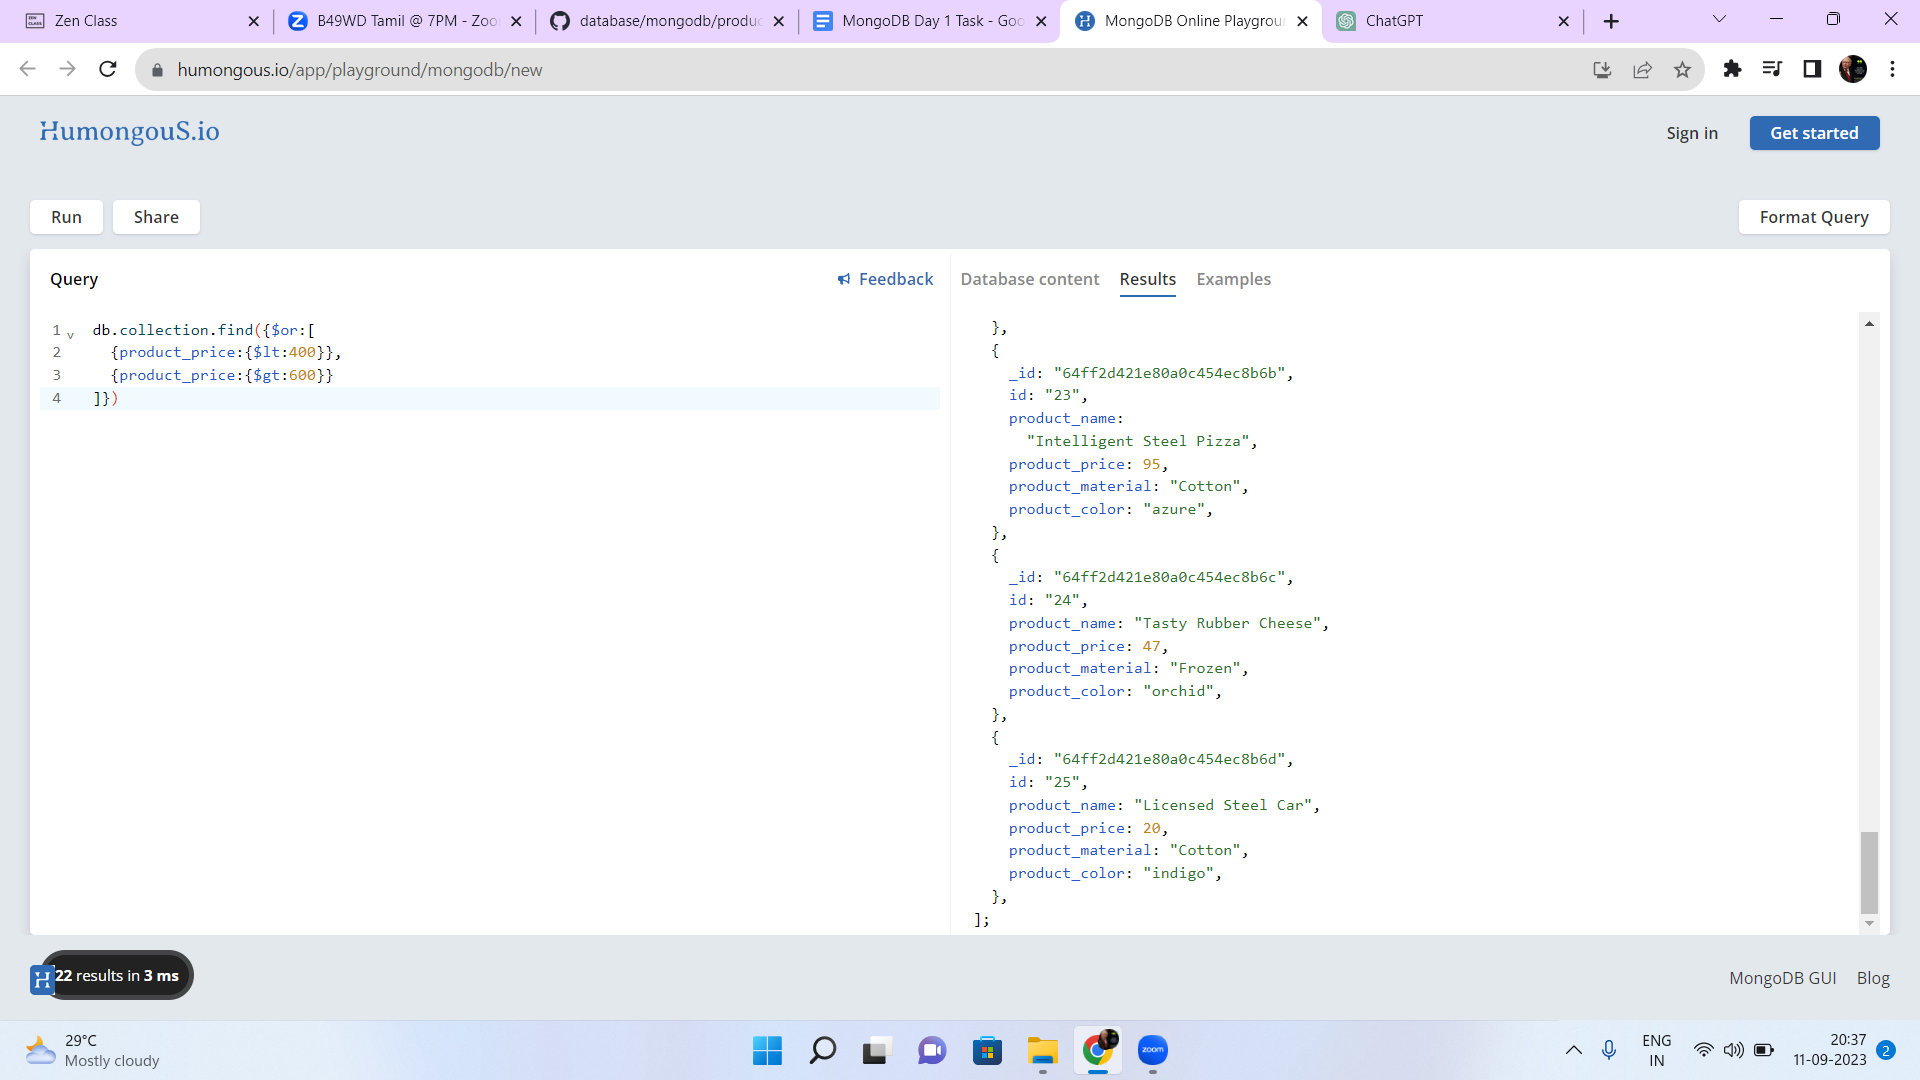 Zen Class
B49WD Tamil @ 7PM - Zoo
database/mongodb/produc
MongoDB Day 1 Task - Goo
MongoDB Online Playgroun
ChatGPT
humongous.io/app/playground/mongodb/new
HumongouS.io
Sign in
Get started
Run
Share
Format Query
Query
Feedback
Database content
Results
Examples
1 db.collection.find({$or:[
2 {product_price:{$lt:400}},
3 {product_price:{$gt:600}}
4 ]})
},
{
_id: "64ff2d421e80a0c454ec8b6b",
id: "23",
product_name:
"Intelligent Steel Pizza",
product_price: 95,
product_material: "Cotton",
product_color: "azure",
},
{
_id: "64ff2d421e80a0c454ec8b6c",
id: "24",
product_name: "Tasty Rubber Cheese",
product_price: 47,
product_material: "Frozen",
product_color: "orchid",
},
{
_id: "64ff2d421e80a0c454ec8b6d",
id: "25",
product_name: "Licensed Steel Car",
product_price: 20,
product_material: "Cotton",
product_color: "indigo",
},
];
H
22 results in 3 ms
MongoDB GUI
Blog
29°C
Mostly cloudy
zoom
ENG
IN
20:37
11-09-2023
2